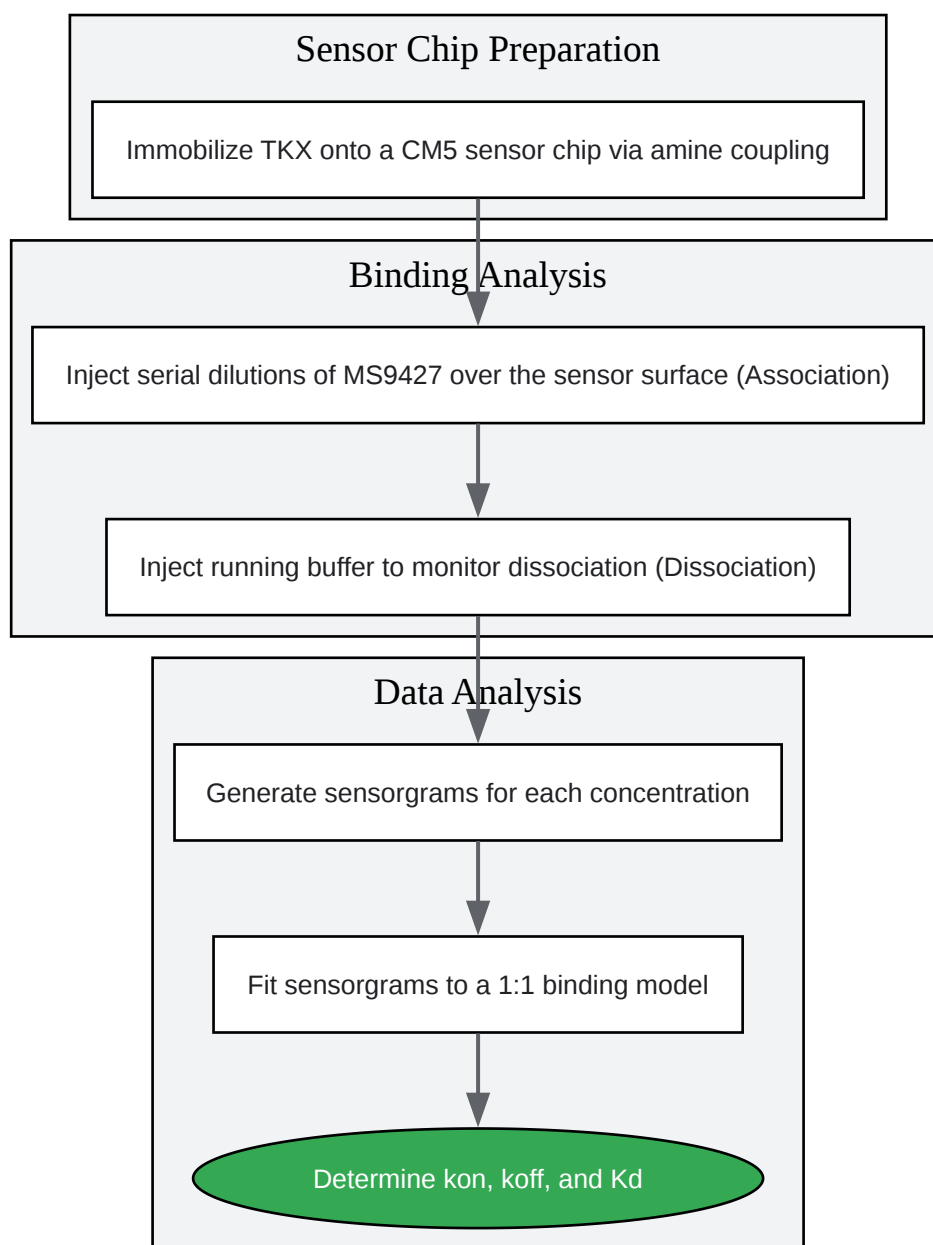 Sensor Chip Preparation
Immobilize TKX onto a CM5 sensor chip via amine coupling
Binding Analysis
Inject serial dilutions of MS9427 over the sensor surface (Association)
Inject running buffer to monitor dissociation (Dissociation)
Data Analysis
Generate sensorgrams for each concentration
Fit sensorgrams to a 1:1 binding model
Determine kon, koff, and Kd